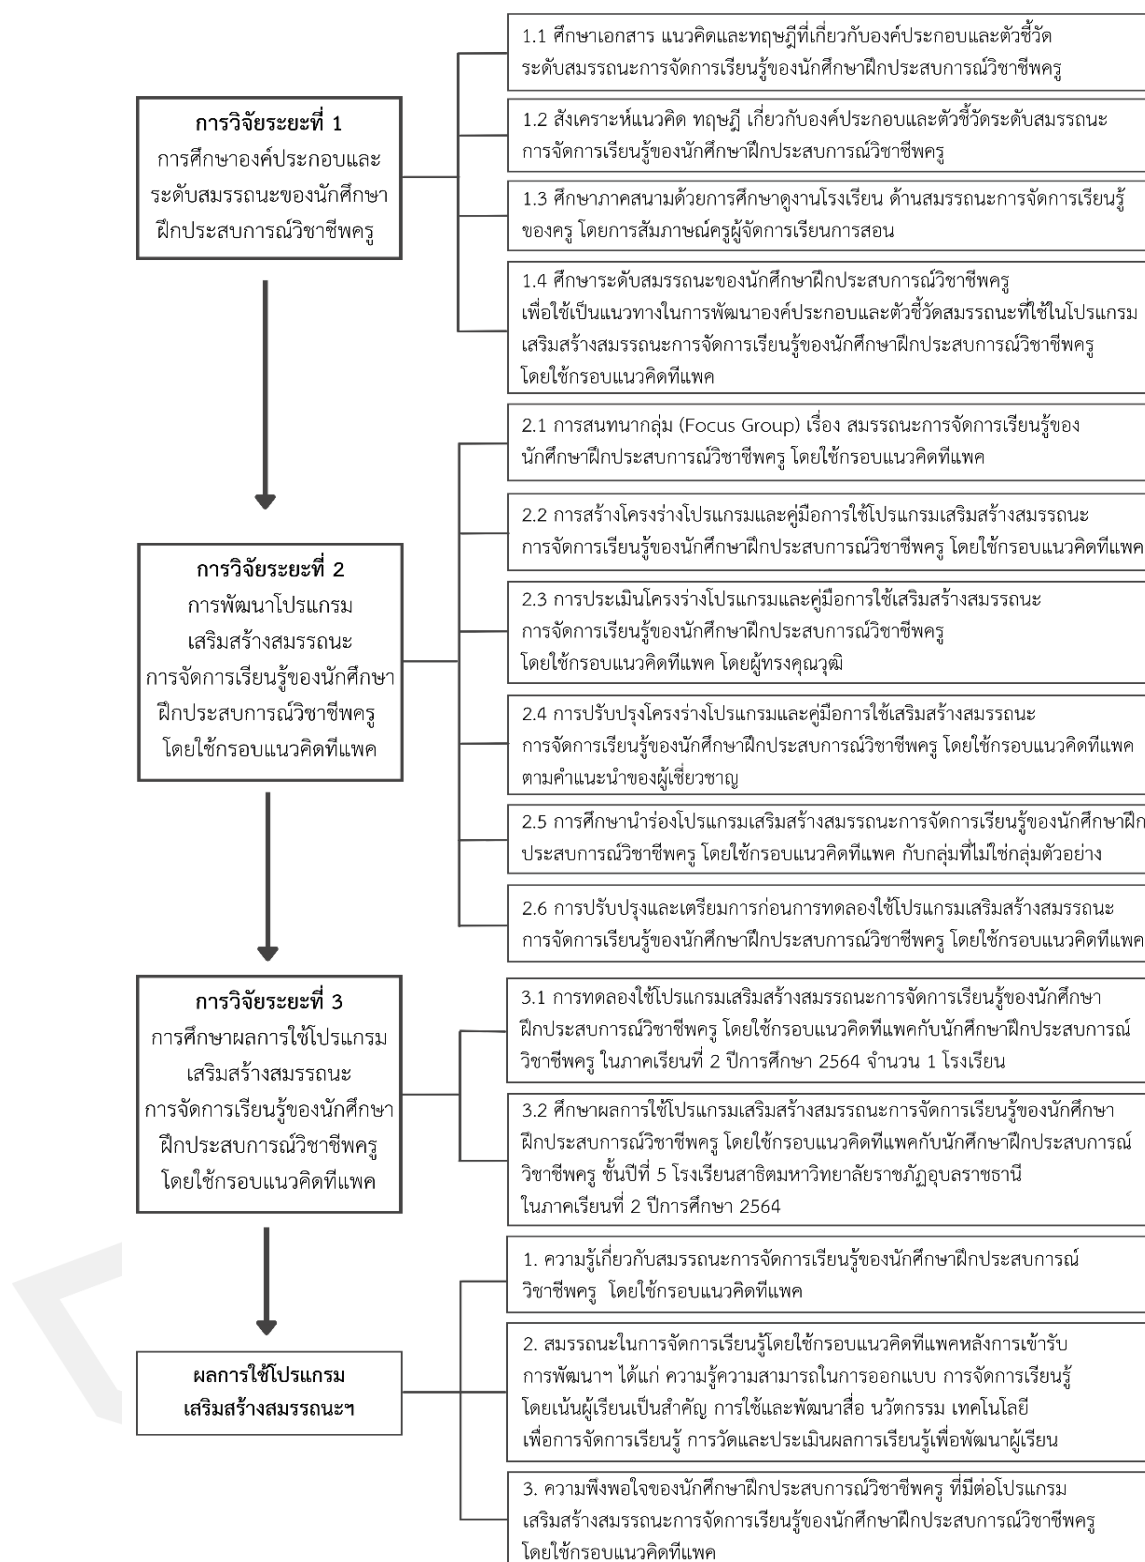 การวิจัยระยะที่ 1
การศึกษาองค์ประกอบและ
ระดับสมรรถนะของนักศึกษา
ฝึกประสบการณ์วิชาชีพครู
1.1 ศึกษาเอกสาร แนวคิดและทฤษฎีที่เกี่ยวกับองค์ประกอบและตัวชี้วัด
ระดับสมรรถนะการจัดการเรียนรู้ของนักศึกษาฝึกประสบการณ์วิชาชีพครู
1.2 สังเคราะห์แนวคิด ทฤษฎี เกี่ยวกับองค์ประกอบและตัวชี้วัดระดับสมรรถนะ
การจัดการเรียนรู้ของนักศึกษาฝึกประสบการณ์วิชาชีพครู
1.3 ศึกษาภาคสนามด้วยการศึกษาดูงานโรงเรียน ด้านสมรรถนะการจัดการเรียนรู้
ของครู โดยการสัมภาษณ์ครูผู้จัดการเรียนการสอน
1.4 ศึกษาระดับสมรรถนะของนักศึกษาฝึกประสบการณ์วิชาชีพครู
เพื่อใช้เป็นแนวทางในการพัฒนาองค์ประกอบและตัวชี้วัดสมรรถนะที่ใช้ในโปรแกรม
เสริมสร้างสมรรถนะการจัดการเรียนรู้ของนักศึกษาฝึกประสบการณ์วิชาชีพครู
โดยใช้กรอบแนวคิดทีแพค
การวิจัยระยะที่ 2
การพัฒนาโปรแกรม
เสริมสร้างสมรรถนะ
การจัดการเรียนรู้ของนักศึกษา
ฝึกประสบการณ์วิชาชีพครู
โดยใช้กรอบแนวคิดทีแพค
2.1 การสนทนากลุ่ม (Focus Group) เรื่อง สมรรถนะการจัดการเรียนรู้ของ
นักศึกษาฝึกประสบการณ์วิชาชีพครู โดยใช้กรอบแนวคิดทีแพค
2.2 การสร้างโครงร่างโปรแกรมและคู่มือการใช้โปรแกรมเสริมสร้างสมรรถนะ
การจัดการเรียนรู้ของนักศึกษาฝึกประสบการณ์วิชาชีพครู โดยใช้กรอบแนวคิดทีแพค
2.3 การประเมินโครงร่างโปรแกรมและคู่มือการใช้เสริมสร้างสมรรถนะ
การจัดการเรียนรู้ของนักศึกษาฝึกประสบการณ์วิชาชีพครู
โดยใช้กรอบแนวคิดทีแพค โดยผู้ทรงคุณวุฒิ
2.4 การปรับปรุงโครงร่างโปรแกรมและคู่มือการใช้เสริมสร้างสมรรถนะ
การจัดการเรียนรู้ของนักศึกษาฝึกประสบการณ์วิชาชีพครู โดยใช้กรอบแนวคิดทีแพค
ตามคำแนะนำของผู้เชี่ยวชาญ
2.5 การศึกษานำร่องโปรแกรมเสริมสร้างสมรรถนะการจัดการเรียนรู้ของนักศึกษาฝึก
ประสบการณ์วิชาชีพครู โดยใช้กรอบแนวคิดทีแพค กับกลุ่มที่ไม่ใช่กลุ่มตัวอย่าง
2.6 การปรับปรุงและเตรียมการก่อนการทดลองใช้โปรแกรมเสริมสร้างสมรรถนะ
การจัดการเรียนรู้ของนักศึกษาฝึกประสบการณ์วิชาชีพครู โดยใช้กรอบแนวคิดทีแพค
การวิจัยระยะที่ 3
การศึกษาผลการใช้โปรแกรม
เสริมสร้างสมรรถนะ
การจัดการเรียนรู้ของนักศึกษา
ฝึกประสบการณ์วิชาชีพครู
โดยใช้กรอบแนวคิดทีแพค
3.1 การทดลองใช้โปรแกรมเสริมสร้างสมรรถนะการจัดการเรียนรู้ของนักศึกษา
ฝึกประสบการณ์วิชาชีพครู โดยใช้กรอบแนวคิดทีแพคกับนักศึกษาฝึกประสบการณ์
วิชาชีพครู ในภาคเรียนที่ 2 ปีการศึกษา 2564 จำนวน 1 โรงเรียน
3.2 ศึกษาผลการใช้โปรแกรมเสริมสร้างสมรรถนะการจัดการเรียนรู้ของนักศึกษา
ฝึกประสบการณ์วิชาชีพครู โดยใช้กรอบแนวคิดทีแพคกับนักศึกษาฝึกประสบการณ์
วิชาชีพครู ชั้นปีที่ 5 โรงเรียนสาธิตมหาวิทยาลัยราชภัฏอุบลราชธานี
ในภาคเรียนที่ 2 ปีการศึกษา 2564
ผลการใช้โปรแกรม
เสริมสร้างสมรรถนะฯ
1. ความรู้เกี่ยวกับสมรรถนะการจัดการเรียนรู้ของนักศึกษาฝึกประสบการณ์
วิชาชีพครู โดยใช้กรอบแนวคิดทีแพค
2. สมรรถนะในการจัดการเรียนรู้โดยใช้กรอบแนวคิดทีแพคหลังการเข้ารับ
การพัฒนาฯ ได้แก่ ความรู้ความสามารถในการออกแบบ การจัดการเรียนรู้
โดยเน้นผู้เรียนเป็นสำคัญ การใช้และพัฒนาสื่อ นวัตกรรม เทคโนโลยี
เพื่อการจัดการเรียนรู้ การวัดและประเมินผลการเรียนรู้เพื่อพัฒนาผู้เรียน
3. ความพึงพอใจของนักศึกษาฝึกประสบการณ์วิชาชีพครู ที่มีต่อโปรแกรม
เสริมสร้างสมรรถนะการจัดการเรียนรู้ของนักศึกษาฝึกประสบการณ์วิชาชีพครู
โดยใช้กรอบแนวคิดทีแพค